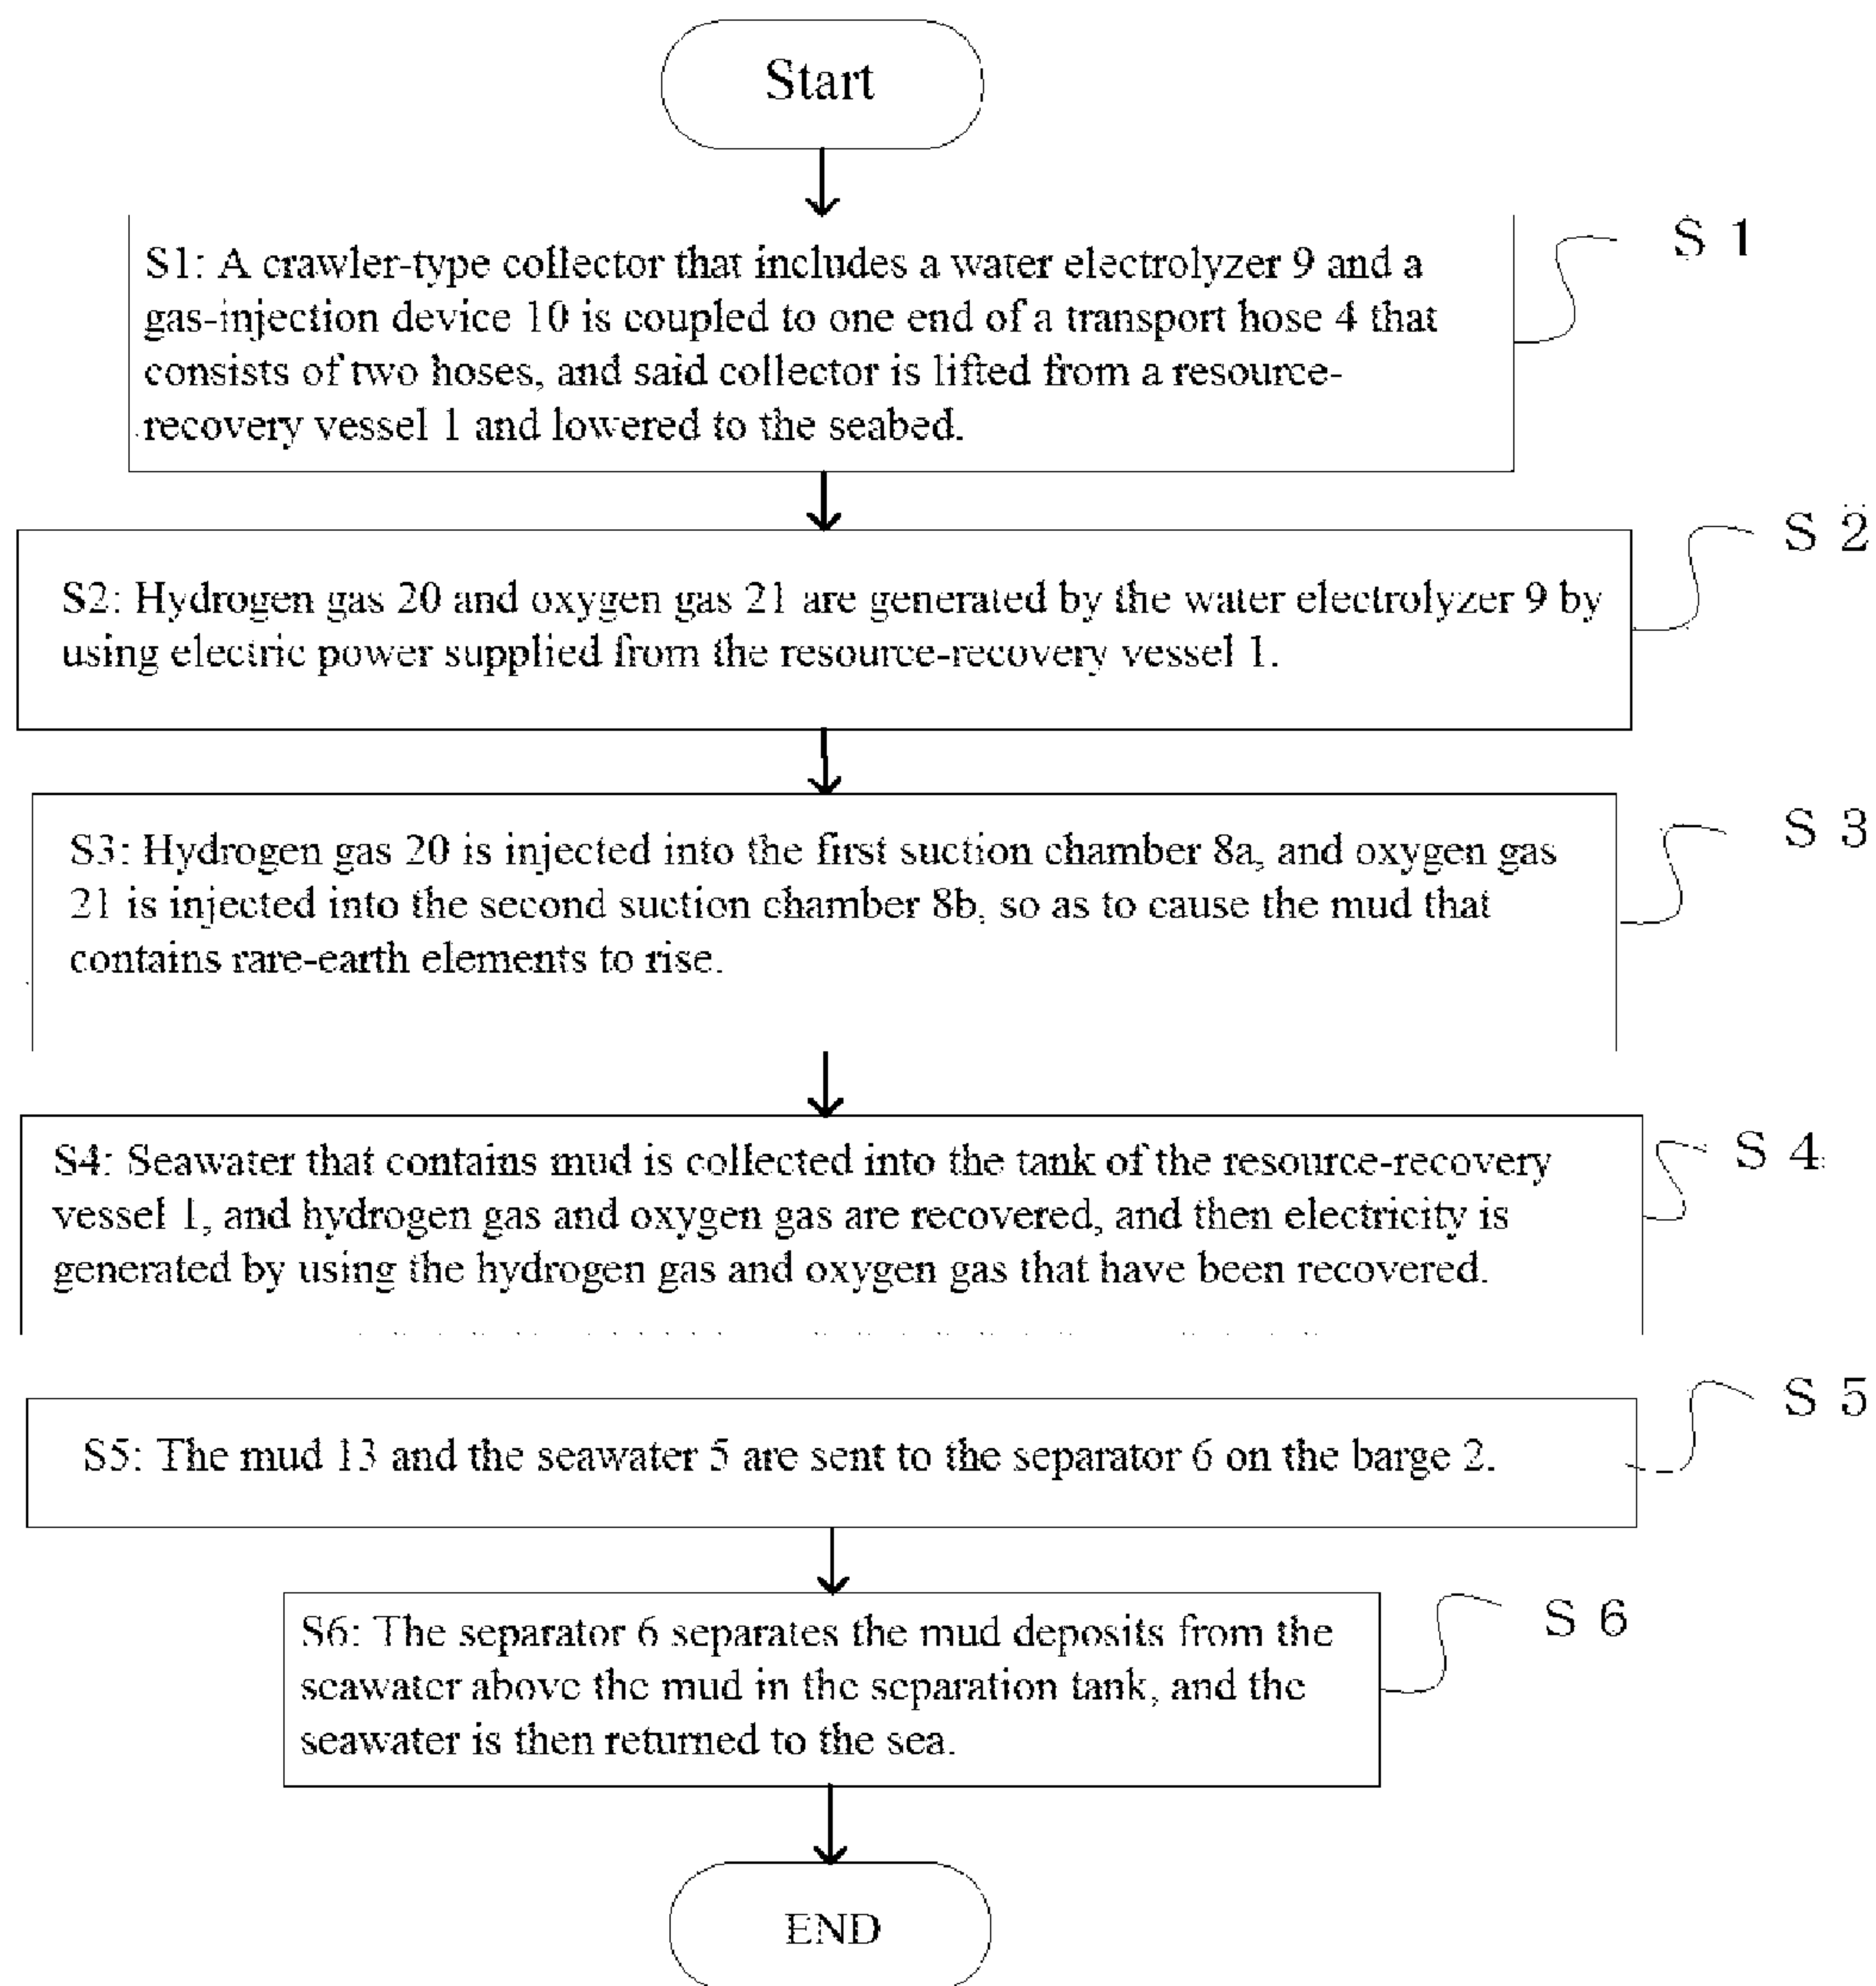 Start
S1: A crawler-type collector that includes a water electrolyzer 9 and a
gas-injection device 10 is coupled to one end of a transport hose 4 that
consists of two hoses, and said collector is lifted from a resource-
recovery vessel 1 and lowered to the seabed.
S 1
S2: Hydrogen gas 20 and oxygen gas 21 are generated by the water electrolyzer 9 by
using electric power supplied from the resource-recovery vessel 1.
S 2
S3: Hydrogen gas 20 is injected into the first suction chamber 8a, and oxygen gas
21 is injected into the second suction chamber 8b, so as to cause the mud that
contains rare-earth elements to rise.
S 3
S4: Seawater that contains mud is collected into the tank of the resource-recovery
vessel 1, and hydrogen gas and oxygen gas are recovered, and then electricity is
generated by using the hydrogen gas and oxygen gas that have been recovered.
S 4
S5: The mud 13 and the seawater 5 are sent to the separator 6 on the barge 2.
S 5
S6: The separator 6 separates the mud deposits from the
seawater above the mud in the separation tank, and the
seawater is then returned to the sea.
S 6
END